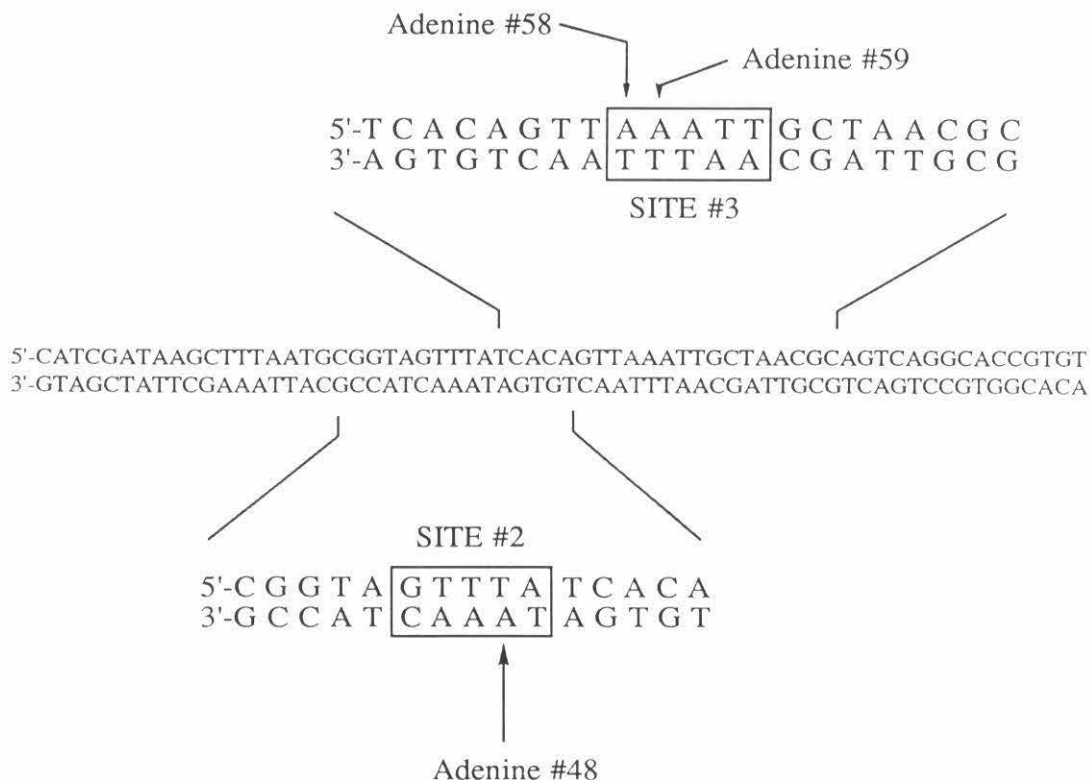 Adenine #58
Adenine #59
5'-TCACAGTTAAATTGCTAACGC
3'-AGTGTCAATTTAACGATTGCG
SITE #3
5'-CATCGATAAGCTTTAATGCGGTAGTTTATCACAGTTAAATTGCTAACGCAGTCAGGCACCGTGT
3'-GTAGCTATTCGAAATTACGCCATCAAATAGTGTCAATTTAACGATTGCGTCAGTCCGTGGCACA
SITE #2
5'-CGGTAGTTTATCACA
3'-GCCATCAAATAGTGT
Adenine #48